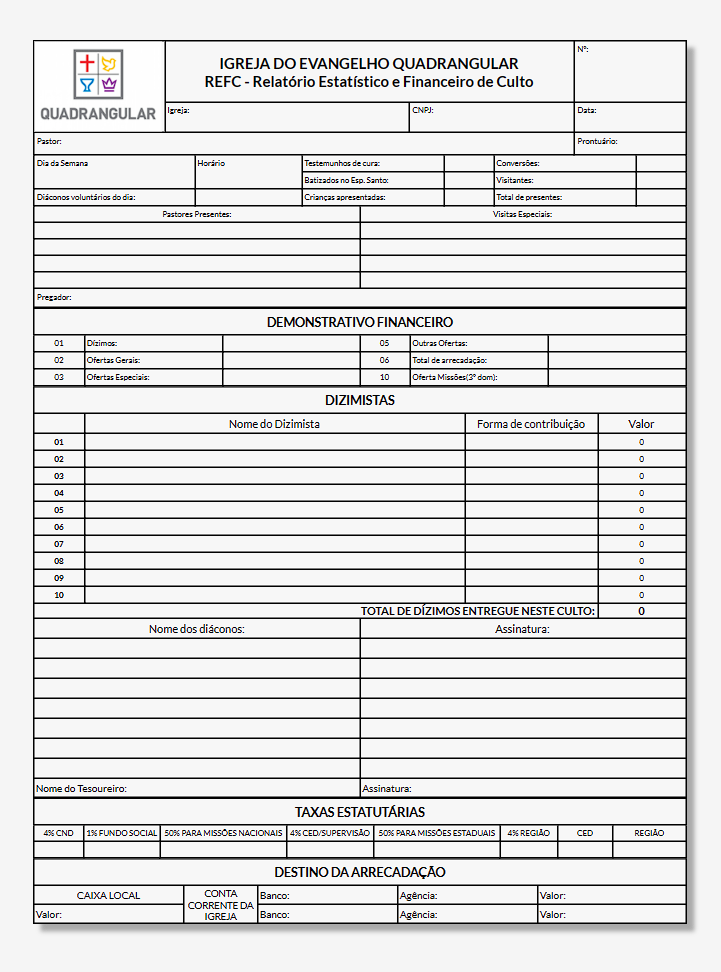 QUADRANGULAR
IGREJA DO EVANGELHO QUADRANGULAR
REFC - Relatório Estatístico e Financeiro de Culto
Nº:
Igreja:
CNPJ:
Data:
Pastor:
Prontuário:
Dia da Semana
Horário
Testemunhos de cura:
Conversões:
Batizados no Esp. Santo:
Visitantes:
Diáconos voluntários do dia:
Crianças apresentadas:
Total de presentes:
Pastores Presentes:
Visitas Especiais:
Pregador:
DEMONSTRATIVO FINANCEIRO
01 Dízimos: 05 Outras Ofertas:
02 Ofertas Gerais: 06 Total de arrecadação:
03 Ofertas Especiais: 10 Oferta Missões(3º dom):
DIZIMISTAS
Nome do Dizimista Forma de contribuição Valor
01 0
02 0
03 0
04 0
05 0
06 0
07 0
08 0
09 0
10 0
TOTAL DE DÍZIMOS ENTREGUE NESTE CULTO: 0
Nome dos diáconos: Assinatura:
Nome do Tesoureiro: Assinatura:
TAXAS ESTATUTÁRIAS
4% CND 1% FUNDO SOCIAL 50% PARA MISSÕES NACIONAIS 4% CED/SUPERVISÃO 50% PARA MISSÕES ESTADUAIS 4% REGIÃO CED REGIÃO
DESTINO DA ARRECADAÇÃO
CAIXA LOCAL
Valor:
CONTA
CORRENTE DA
IGREJA
Banco: Agência: Valor:
Banco: Agência: Valor: